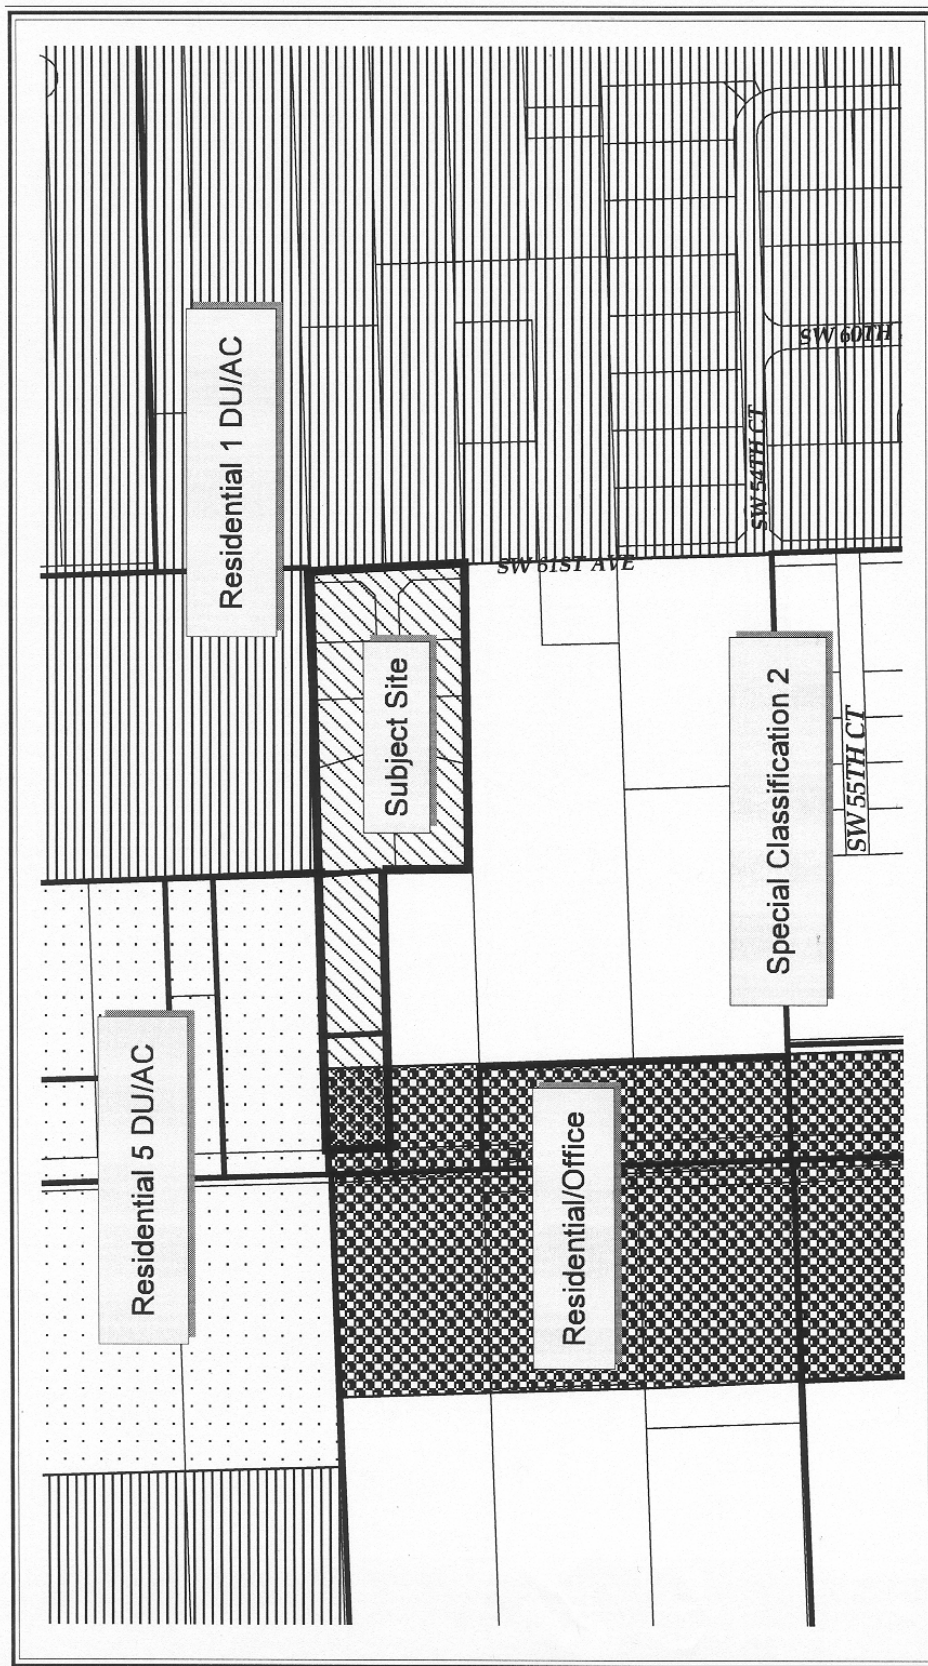 Residential 1 DU/AC
SW 60TH
SW 54TH CT
SW 61ST AVE
Subject Site
Special Classification 2
SW 55TH CT
Residential 5 DU/AC
Residential/Office